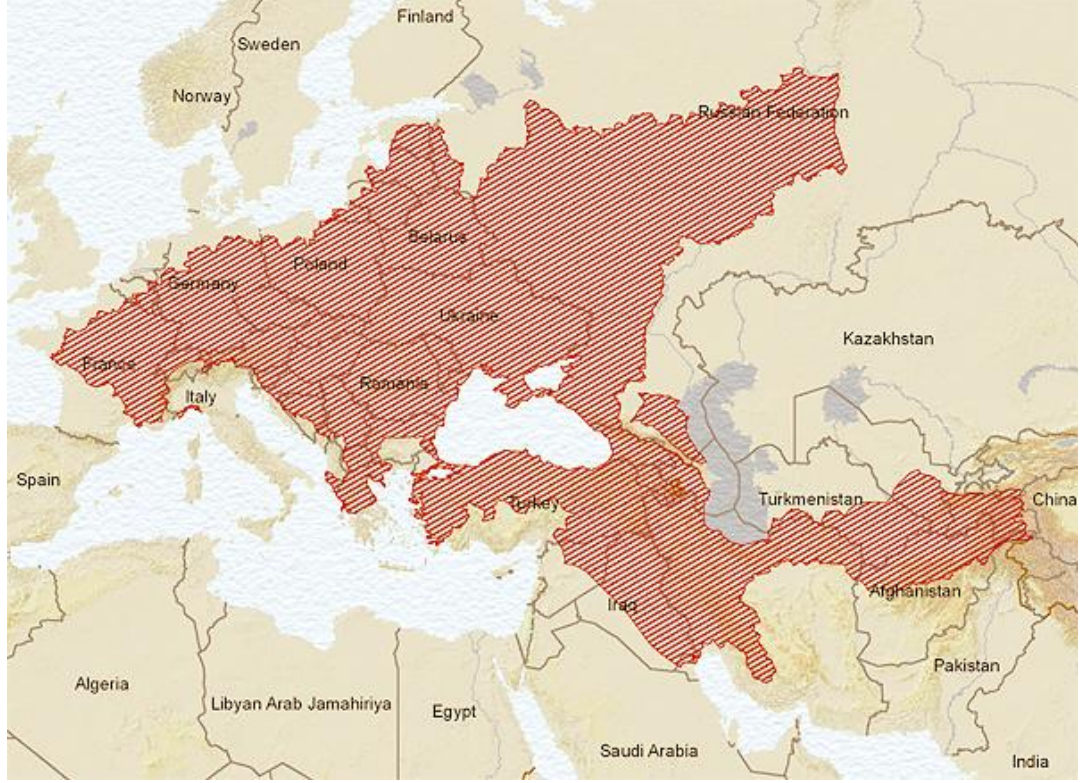 Finland
Sweden
Norway
Russian Federation
Belarus
Poland
Germany
Ukraine
Kazakhstan
France
Romania
Italy
Spain
Turkey
Turkmenistan
China
Afghanistan
Iraq
Pakistan
Algeria
Libyan Arab Jamahiriya
Egypt
Saudi Arabia
India